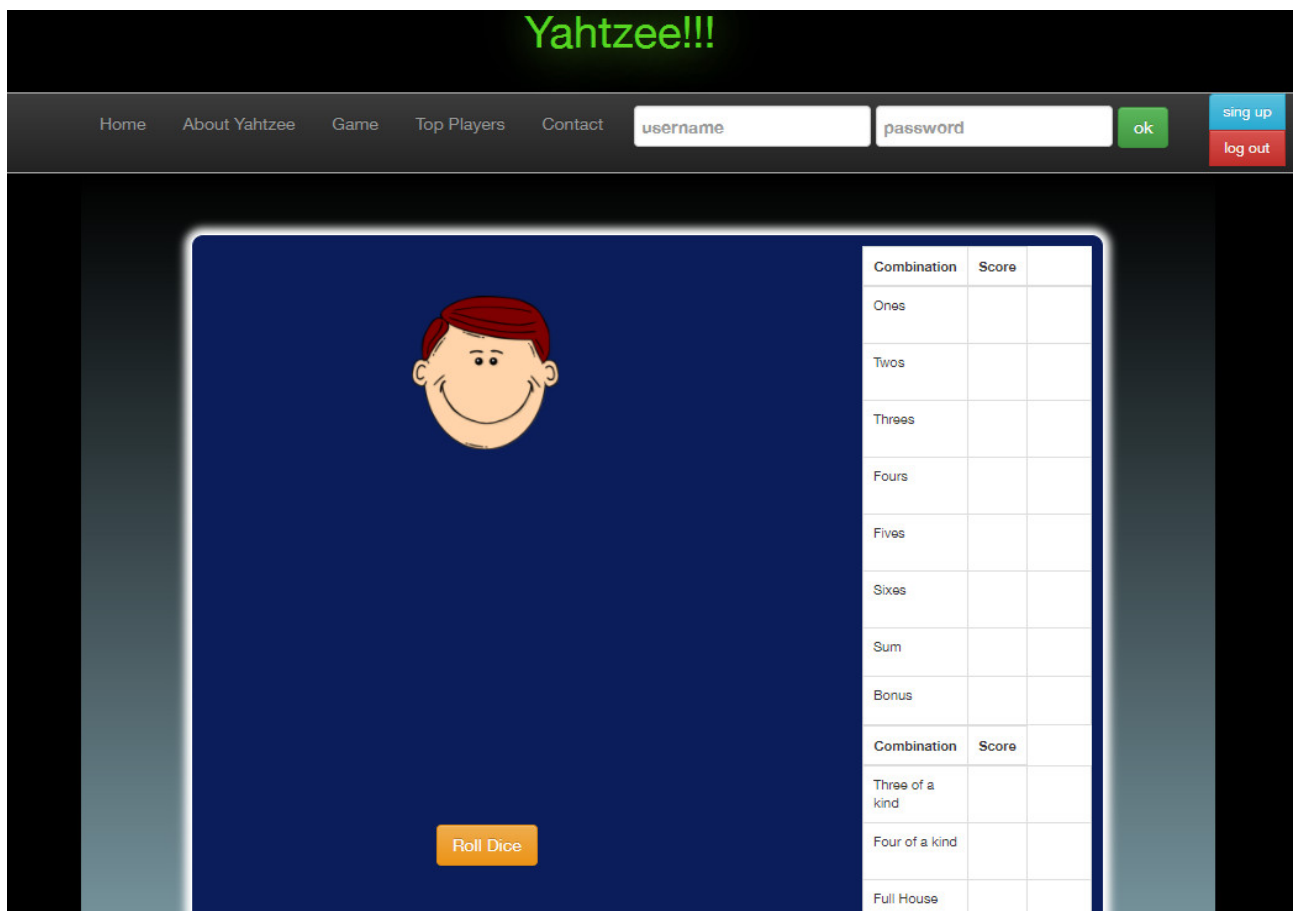 Yahtzee!!!
Home About Yahtzee Game Top Players Contact username password ok
sing up
log out
Combination Score
Ones
Twos
Threes
Fours
Fives
Sixes
Sum
Bonus
Combination Score
Three of a
kind
Four of a kind
Roll Dice
Full House